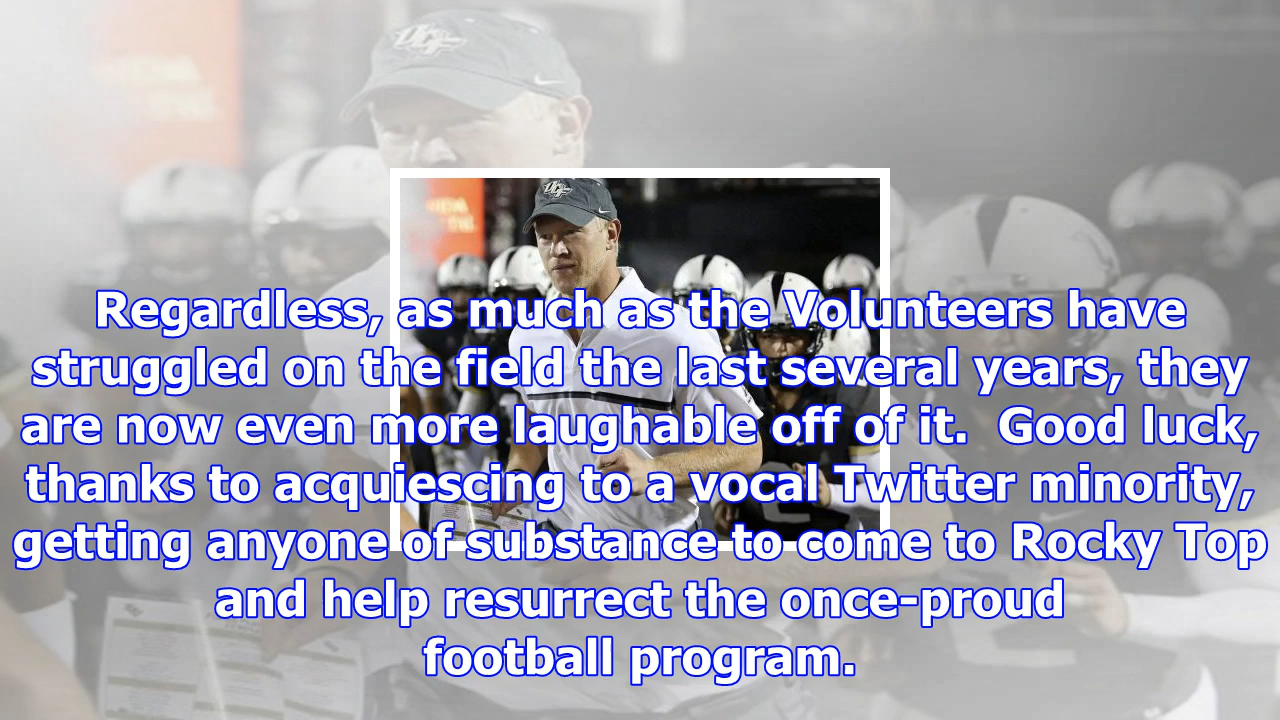 UCF
UCF
Regardless, as much as the Volunteers have
struggled on the field the last several years, they
are now even more laughable off of it.  Good luck,
thanks to acquiescing to a vocal Twitter minority,
getting anyone of substance to come to Rocky Top
and help resurrect the once-proud
football program.